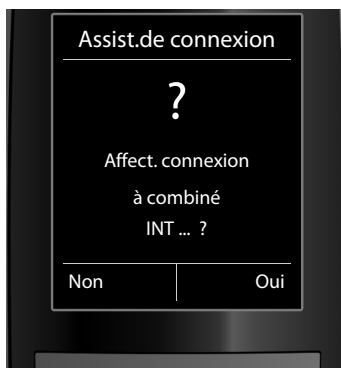 Assist.de connexion
?
Affect. connexion
à combiné
INT ... ?
Non Oui